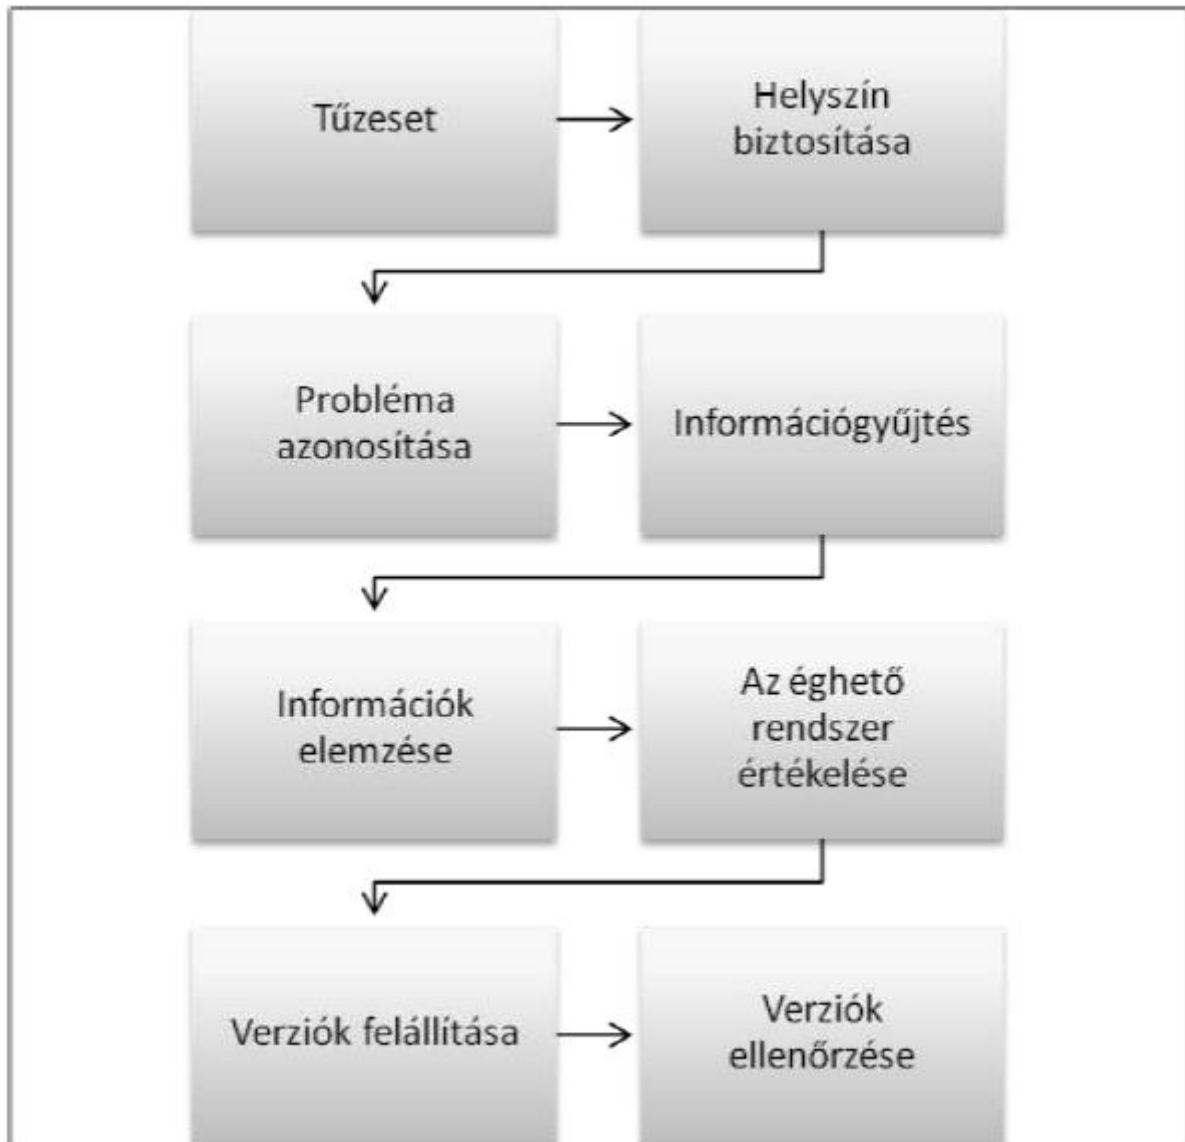 Tűzeset
Helyszín
biztosítása
Probléma
azonosítása
Információgyűjtés
Információk
elemzése
Az éghető
rendszer
értékelése
Verziók felállítása
Verziók
ellenőrzése